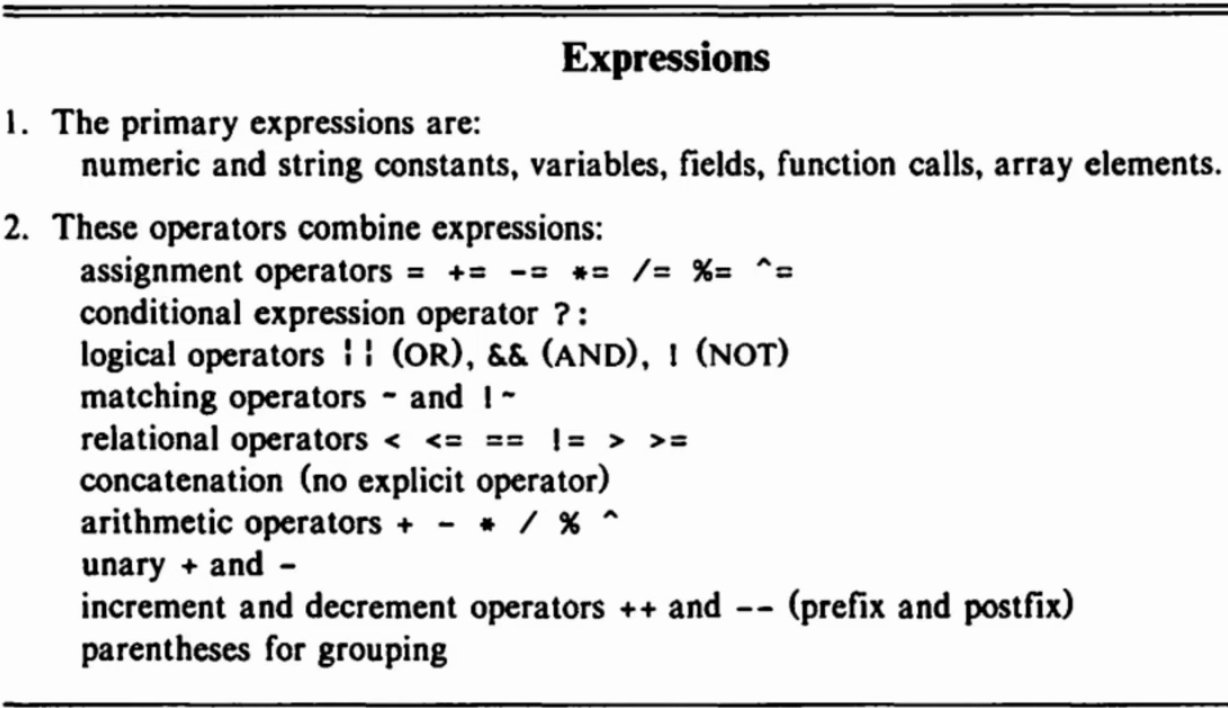 Expressions
1. The primary expressions are:
numeric and string constants, variables, fields, function calls, array elements.
2. These operators combine expressions:
assignment operators = += -= *= /= %= ^=
conditional expression operator ?:
logical operators || (OR), && (AND), ! (NOT)
matching operators ~ and !~
relational operators < <= == != > >=
concatenation (no explicit operator)
arithmetic operators + - * / % ^
unary + and -
increment and decrement operators ++ and -- (prefix and postfix)
parentheses for grouping